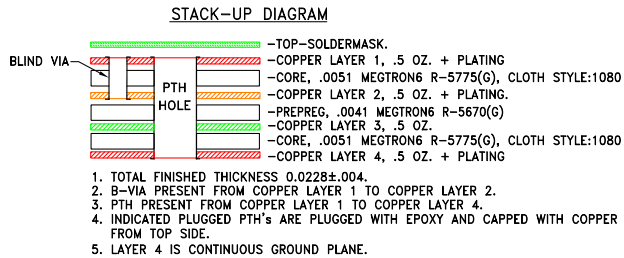 STACK-UP DIAGRAM
-TOP-SOLDERMASK.
BLIND VIA
-COPPER LAYER 1, .5 OZ. + PLATING
-CORE, .0051 MEGTRON6 R-5775(G), CLOTH STYLE:1080
PTH
HOLE
-COPPER LAYER 2, .5 OZ. + PLATING.
-PREPREG, .0041 MEGTRON6 R-5670(G)
-COPPER LAYER 3, .5 OZ.
-CORE, .0051 MEGTRON6 R-5775(G), CLOTH STYLE:1080
-COPPER LAYER 4, .5 OZ. + PLATING
1. TOTAL FINISHED THICKNESS 0.0228±.004.
2. B-VIA PRESENT FROM COPPER LAYER 1 TO COPPER LAYER 2.
3. PTH PRESENT FROM COPPER LAYER 1 TO COPPER LAYER 4.
4. INDICATED PLUGGED PTH's ARE PLUGGED WITH EPOXY AND CAPPED WITH COPPER
FROM TOP SIDE.
5. LAYER 4 IS CONTINUOUS GROUND PLANE.